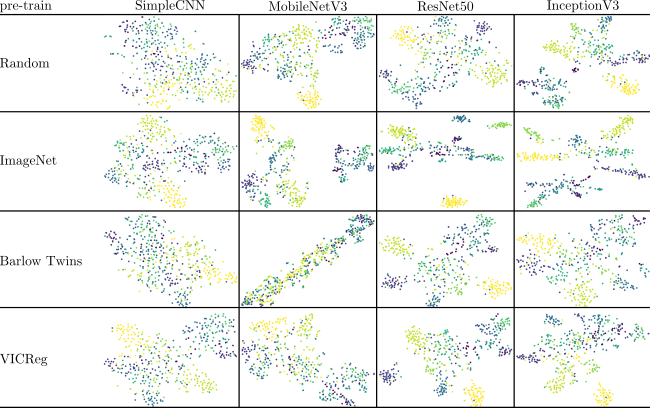 pre-train SimpleCNN MobileNetV3 ResNet50 InceptionV3
Random
ImageNet
Barlow Twins
VICReg